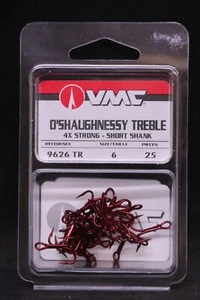 VMC
O'SHAUGHNESSY TREBLE
4X STRONG - SHORT SHANK
REFERENCE SIZE/TAILLE PIECES
9626 TR 6 25